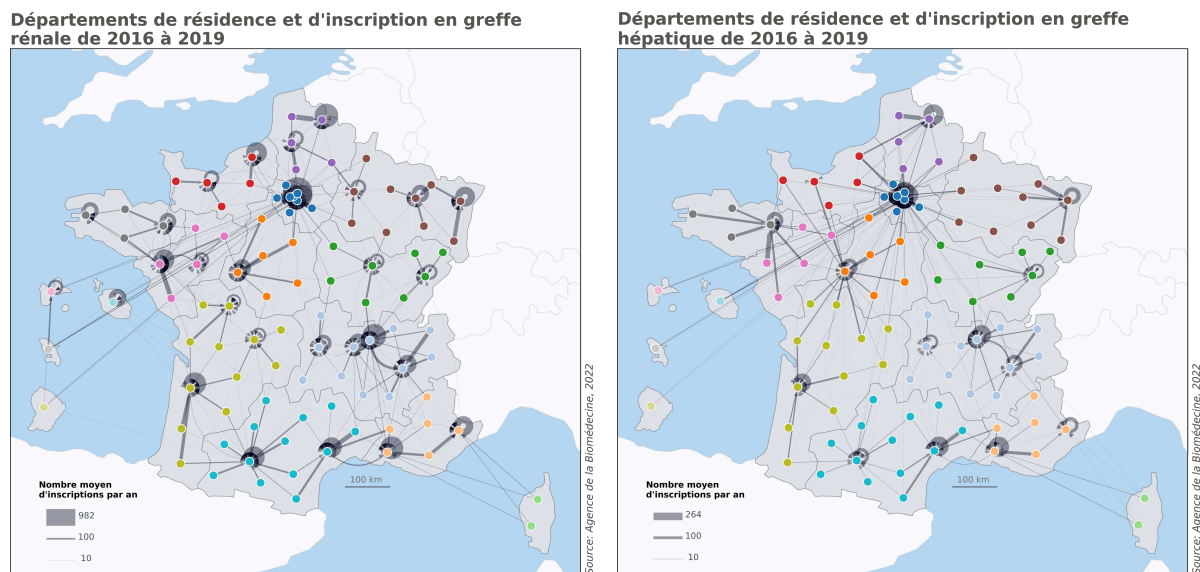 Départements de résidence et d'inscription en greffe
rénale de 2016 à 2019
100 km
Nombre moyen
d'inscriptions par an
982
100
10
Source: Agence de la Biomédecine, 2022
Départements de résidence et d'inscription en greffe
hépatique de 2016 à 2019
100 km
Nombre moyen
d'inscriptions par an
264
100
10
Source: Agence de la Biomédecine, 2022